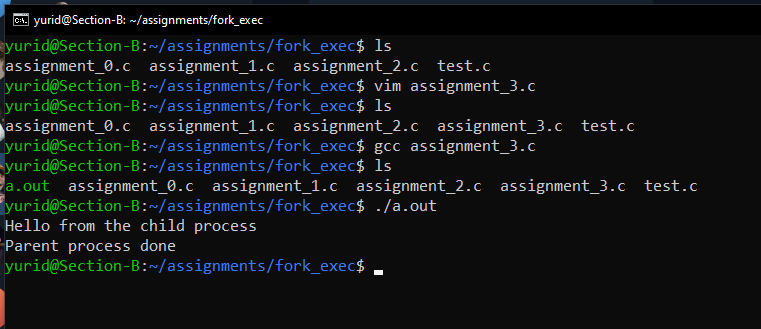 yurid@Section-B: ~/assignments/fork_exec
yurid@Section-B:~/assignments/fork_exec$ ls
assignment_0.c  assignment_1.c  assignment_2.c  test.c
yurid@Section-B:~/assignments/fork_exec$ vim assignment_3.c
yurid@Section-B:~/assignments/fork_exec$ ls
assignment_0.c  assignment_1.c  assignment_2.c  assignment_3.c  test.c
yurid@Section-B:~/assignments/fork_exec$ gcc assignment_3.c
yurid@Section-B:~/assignments/fork_exec$ ls
a.out  assignment_0.c  assignment_1.c  assignment_2.c  assignment_3.c  test.c
yurid@Section-B:~/assignments/fork_exec$ ./a.out
Hello from the child process
Parent process done
yurid@Section-B:~/assignments/fork_exec$